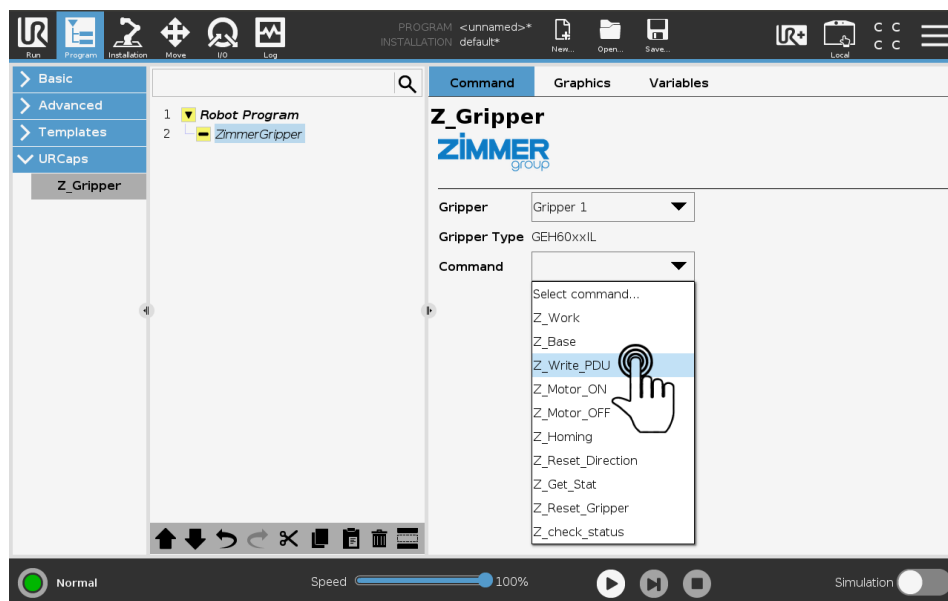 PROGRAM <unnamed>*
INSTALLATION default*
UR
Run
Program
Installation
Move
I/O
Log
New...
Open...
Save...
UR+
Local
C C
C C
Basic
Advanced
Templates
URCaps
Z_Gripper
1 Robot Program
2 ZimmerGripper
Command Graphics Variables
Z_Gripper
ZIMMER
group
Gripper Gripper 1
Gripper Type GEH60xxIL
Command
Select command...
Z_Work
Z_Base
Z_Write_PDU
Z_Motor_ON
Z_Motor_OFF
Z_Homing
Z_Reset_Direction
Z_Get_Stat
Z_Reset_Gripper
Z_check_status
Normal
Speed 100%
Simulation